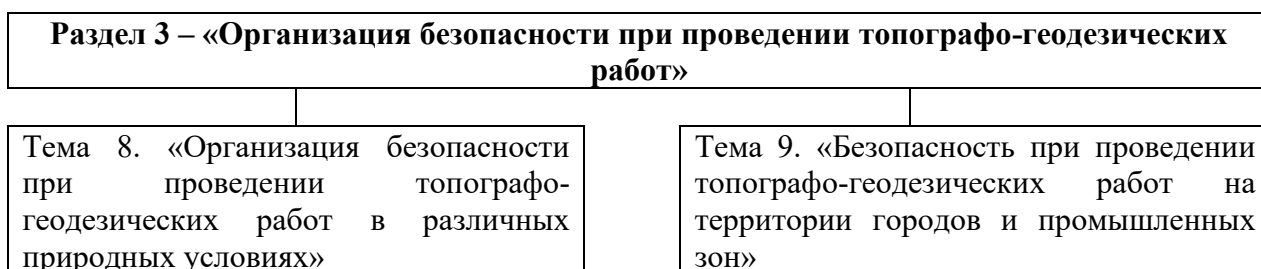 Раздел 3 – «Организация безопасности при проведении топографо-геодезических
работ»
Тема 8. «Организация безопасности
при проведении топографо-
геодезических работ в различных
природных условиях»
Тема 9. «Безопасность при проведении
топографо-геодезических работ на
территории городов и промышленных
зон»